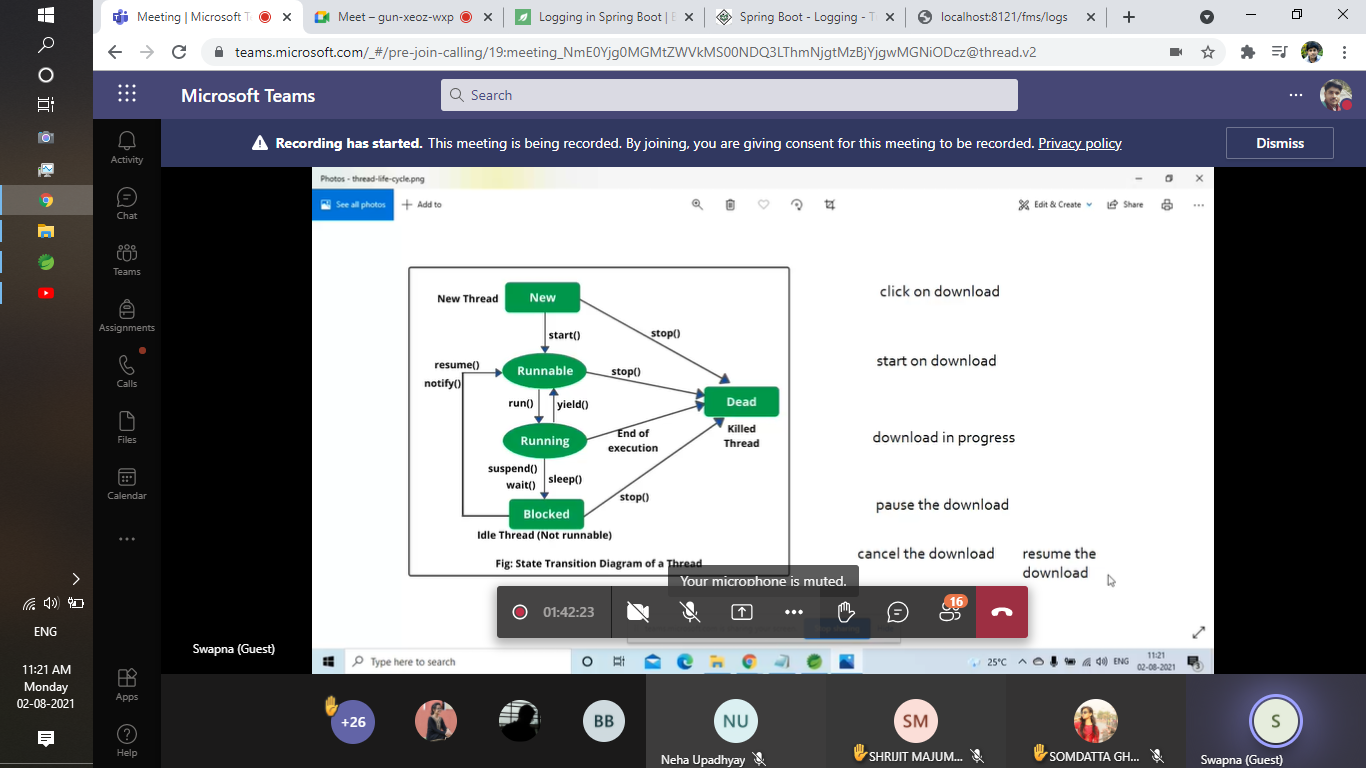 Meeting | Microsoft T
Meet – gun-xeoz-wxp
Logging in Spring Boot | B
Spring Boot - Logging - T
localhost:8121/fms/logs
teams.microsoft.com/_#/pre-join-calling/19:meeting_NmE0Yjg0MGMtZWVkMS00NDQ3LThmNjgtMzBjYjgwMGNiODcz@thread.v2
Microsoft Teams
Search
Recording has started. This meeting is being recorded. By joining, you are giving consent for this meeting to be recorded. Privacy policy
Dismiss
Activity
Chat
Teams
Assignments
Calls
Files
Calendar
Apps
Help
Photos - thread-life-cycle.png
See all photos
Add to
Edit & Create
Share
New Thread
New
start()
stop()
resume()
notify()
Runnable
stop()
run()
yield()
Dead
Killed
Thread
Running
End of
execution
suspend()
wait()
sleep()
stop()
Blocked
Idle Thread (Not runnable)
Fig: State Transition Diagram of a Thread
click on download
start on download
download in progress
pause the download
cancel the download
resume the
download
Your microphone is muted.
01:42:23
16
Swapna (Guest)
Type here to search
25°C
ENG
11:21
02-08-2021
3
ENG
11:21 AM
Monday
02-08-2021
+26
BB
NU
Neha Upadhyay
SM
SHRIJIT MAJUM...
SOMDATTA GH...
S
Swapna (Guest)